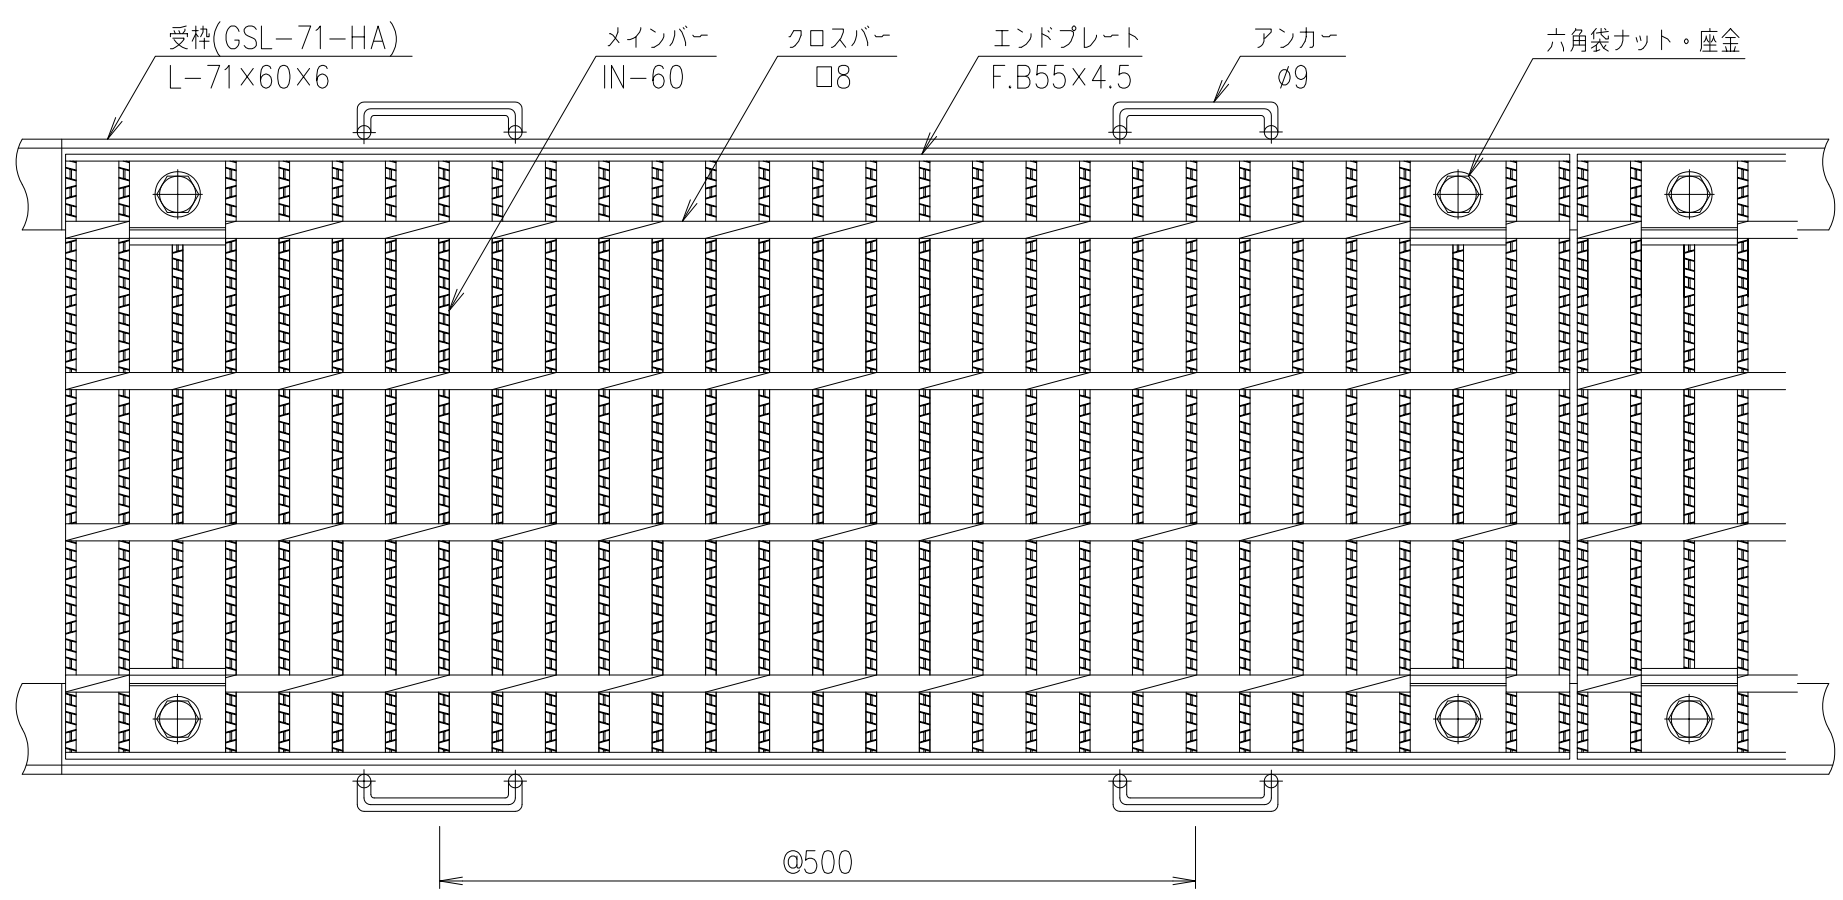 受枠(GSL-71-HA)
L-71×60×6
メインバー
IN-60
クロスバー
□8
エンドプレート
F.B55×4.5
アンカー
ø9
六角袋ナット・座金
@500